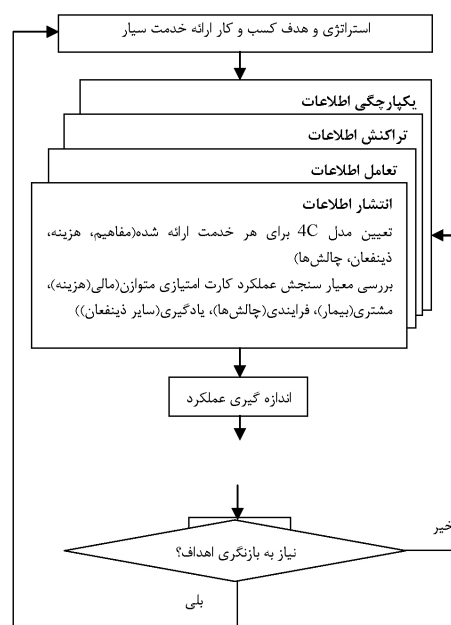 استراتژی و هدف کسب و کار ارائه خدمت سیار
یکپارچگی اطلاعات
تراکنش اطلاعات
تعامل اطلاعات
انتشار اطلاعات
تعیین مدل 4C برای هر خدمت ارائه شده(مفاهیم، هزینه،
ذینفعان، چالش‌ها)
بررسی معیار سنجش عملکرد کارت امتیازی متوازن(مالی(هزینه)،
مشتری(بیمار)، فرایندی(چالش‌ها)، یادگیری(سایر ذینفعان))
اندازه گیری عملکرد
نیاز به بازنگری اهداف؟
خیر
بلی